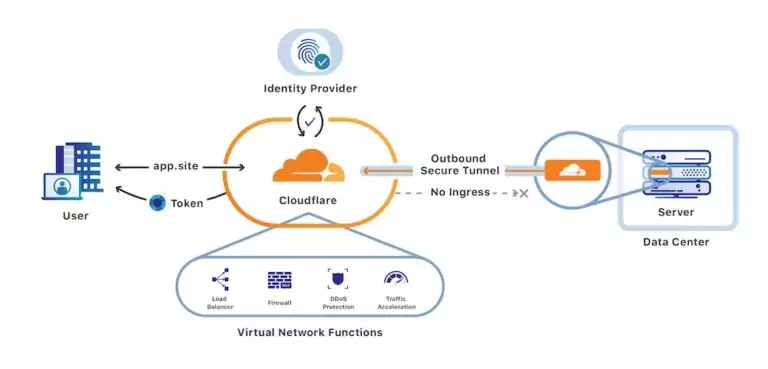 Identity Provider
app.site
Token
User
Cloudflare
Outbound
Secure Tunnel
No Ingress
Server
Data Center
Load
Balancer
Firewall
DDoS
Protection
Traffic
Acceleration
Virtual Network Functions